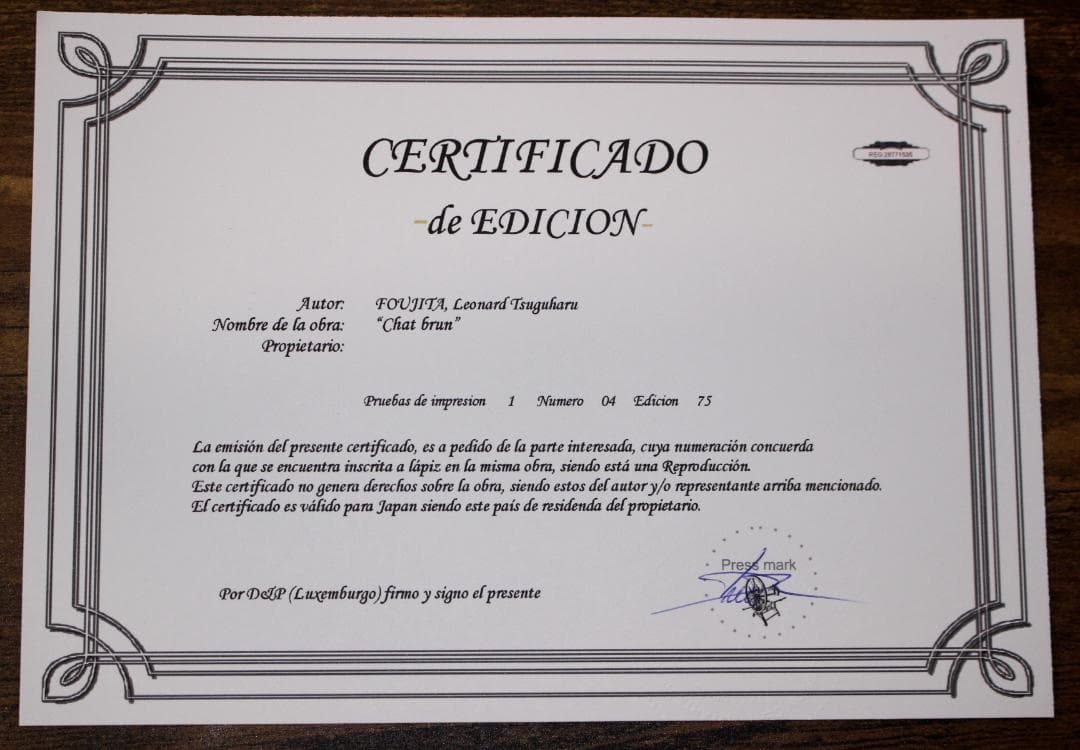 CERTIFICADO
REG 28771595
-de EDICION-
Autor: FOUJITA, Leonard Tsuguharu
Nombre de la obra: "Chat brun"
Propietario:
Pruebas de impresion 1 Numero 04 Edicion 75
La emisión del presente certificado, es a pedido de la parte interesada, cuya numeración concuerda
con la que se encuentra inscrita a lápiz en la misma obra, siendo está una Reproducción.
Este certificado no genera derechos sobre la obra, siendo estos del autor y/o representante arriba mencionado.
El certificado es válido para Japan siendo este país de residenda del propietario.
Press mark
Por D&P (Luxemburgo) firmo y signo el presente